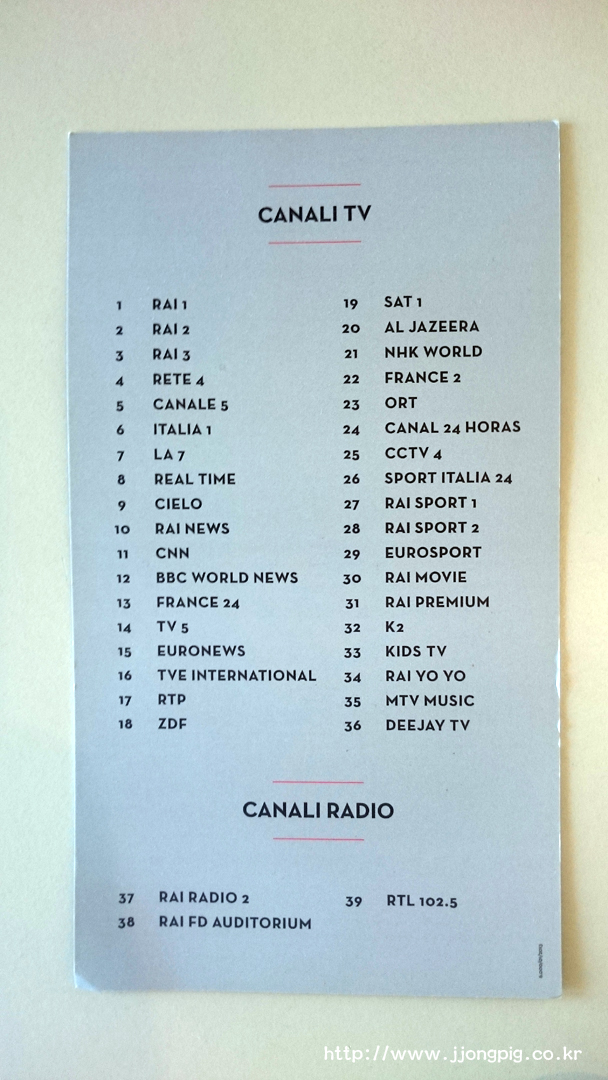 CANALI TV
1 RAI 1
2 RAI 2
3 RAI 3
4 RETE 4
5 CANALE 5
6 ITALIA 1
7 LA 7
8 REAL TIME
9 CIELO
10 RAI NEWS
11 CNN
12 BBC WORLD NEWS
13 FRANCE 24
14 TV 5
15 EURONEWS
16 TVE INTERNATIONAL
17 RTP
18 ZDF
19 SAT 1
20 AL JAZEERA
21 NHK WORLD
22 FRANCE 2
23 ORT
24 CANAL 24 HORAS
25 CCTV 4
26 SPORT ITALIA 24
27 RAI SPORT 1
28 RAI SPORT 2
29 EUROSPORT
30 RAI MOVIE
31 RAI PREMIUM
32 K2
33 KIDS TV
34 RAI YO YO
35 MTV MUSIC
36 DEEJAY TV
CANALI RADIO
37 RAI RADIO 2
38 RAI FD AUDITORIUM
39 RTL 102.5
http://www.jjongpig.co.kr